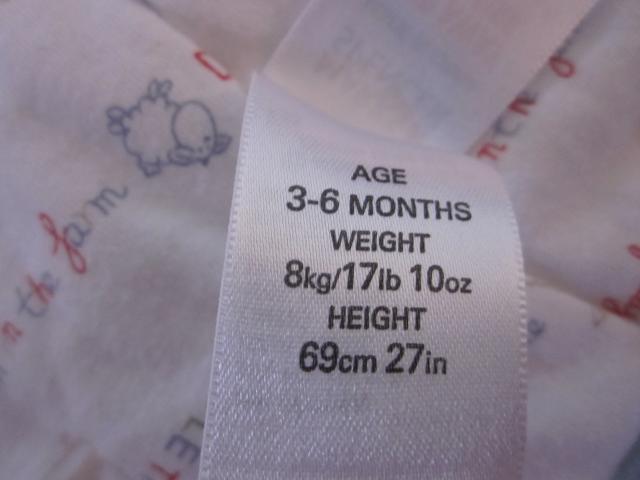 AGE
3-6 MONTHS
WEIGHT
8kg/17lb 10oz
HEIGHT
69cm 27in
the farm